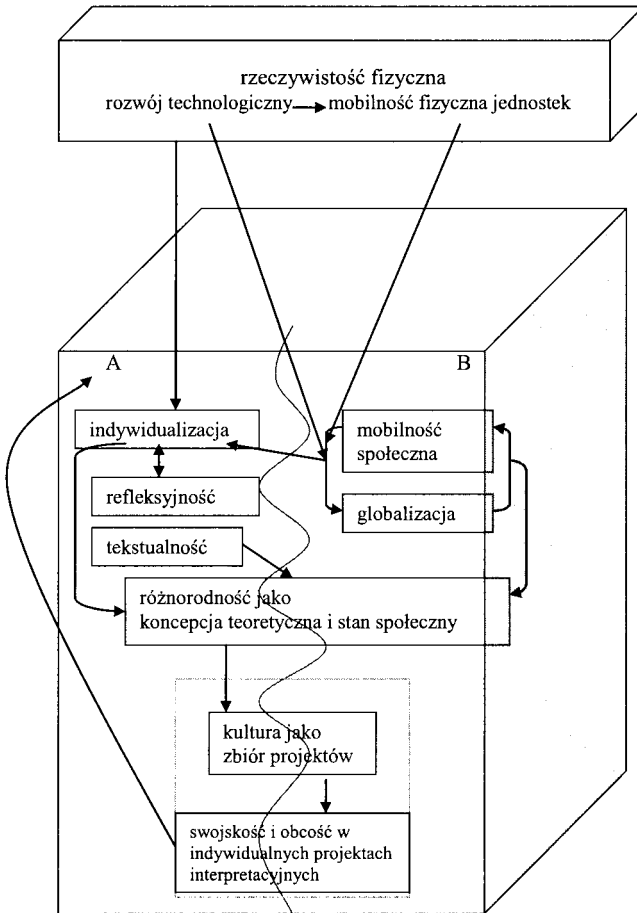 rzeczywistość fizyczna
rozwój technologiczny mobilność fizyczna jednostek
A
B
indywidualizacja
mobilność
społeczna
refleksyjność
globalizacja
tekstualność
różnorodność jako
koncepcja teoretyczna i stan społeczny
kultura jako
zbiór projektów
swojskość i obcość w
indywidualnych projektach
interpretacyjnych